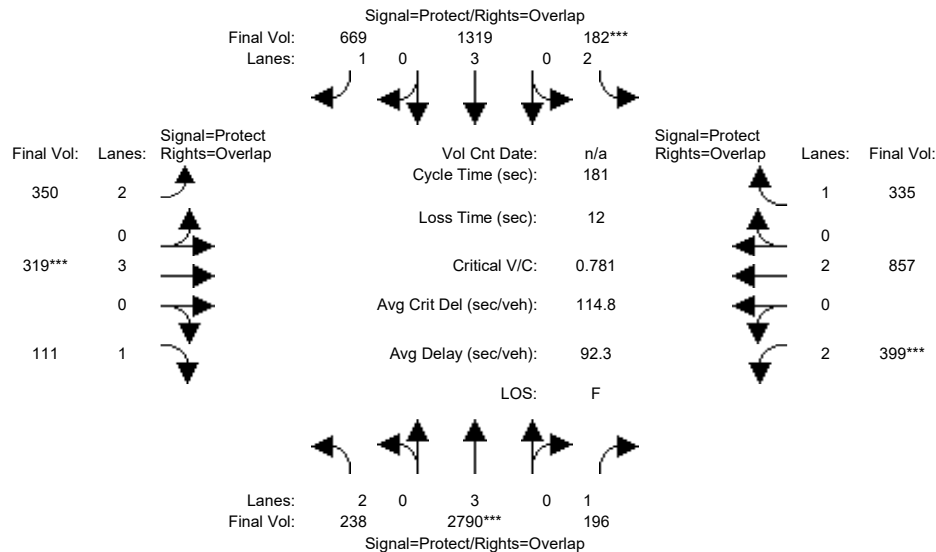 Signal=Protect/Rights=Overlap
Final Vol: 669 1319 182***
Lanes: 1 0 3 0 2
Signal=Protect Signal=Protect
Final Vol: Lanes: Rights=Overlap Vol Cnt Date: n/a Rights=Overlap Lanes: Final Vol:
Cycle Time (sec): 181
350 2 1 335
Loss Time (sec): 12
0 0
319*** 3 Critical V/C: 0.781 2 857
0 Avg Crit Del (sec/veh): 114.8 0
111 1 Avg Delay (sec/veh): 92.3 2 399***
LOS: F
Lanes: 2 0 3 0 1
Final Vol: 238 2790*** 196
Signal=Protect/Rights=Overlap